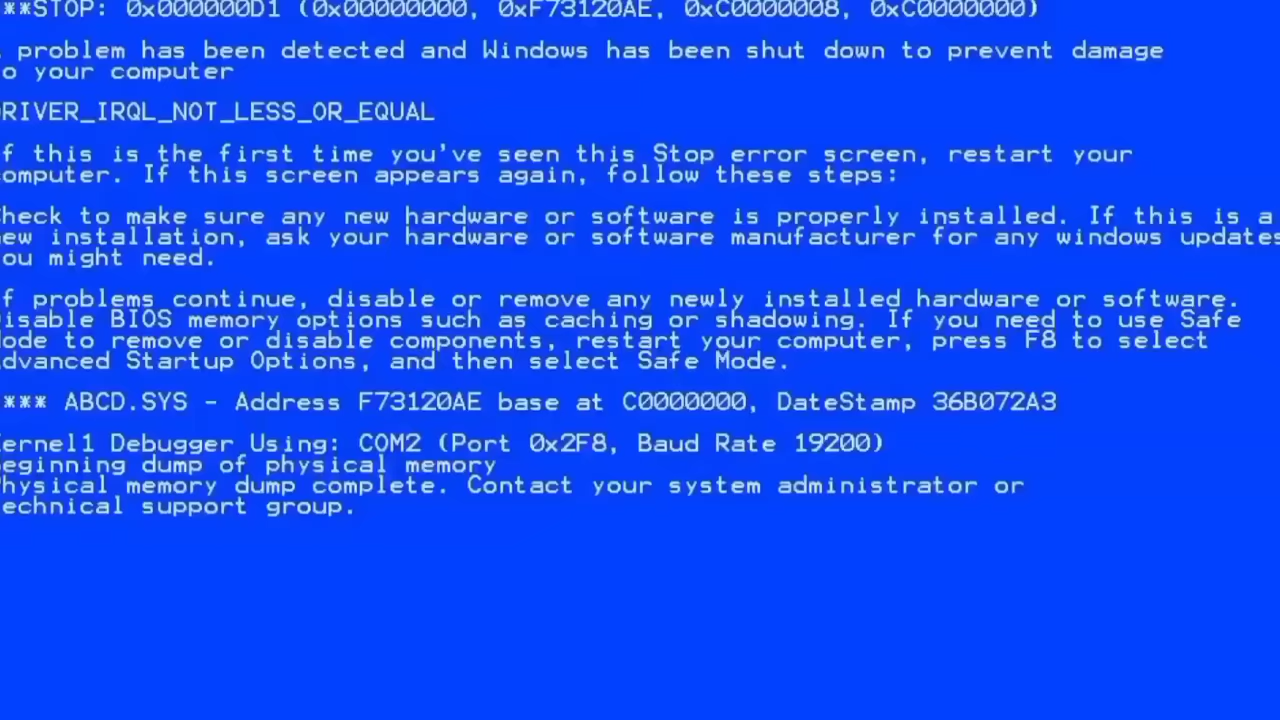 **STOP: 0x000000D1 (0x00000000, 0xF73120AE, 0xC0000008, 0xC0000000)
problem has been detected and Windows has been shut down to prevent damage
o your computer
RIVER_IRQL_NOT_LESS_OR_EQUAL
f this is the first time you've seen this Stop error screen, restart your
omputer. If this screen appears again, follow these steps:
heck to make sure any new hardware or software is properly installed. If this is a
ew installation, ask your hardware or software manufacturer for any windows updates
ou might need.
f problems continue, disable or remove any newly installed hardware or software.
isable BIOS memory options such as caching or shadowing. If you need to use Safe
ode to remove or disable components, restart your computer, press F8 to select
dvanced Startup Options, and then select Safe Mode.
*** ABCD.SYS - Address F73120AE base at C0000000, DateStamp 36B072A3
ernel1 Debugger Using: COM2 (Port 0x2F8, Baud Rate 19200)
eginning dump of physical memory
hysical memory dump complete. Contact your system administrator or
echnical support group.